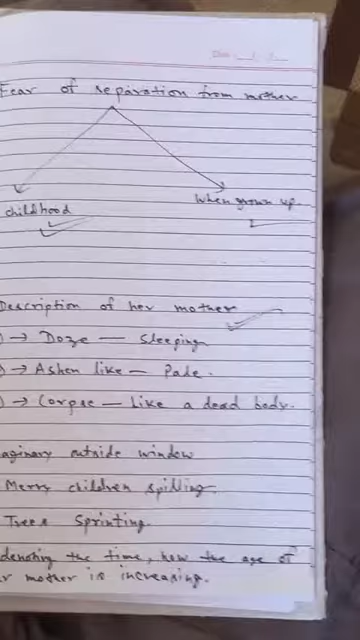 Fear of separation from mother
childhood
When grown up.
Description of her mother
→ Doze — Sleeping
→ Ashen like — Pale.
→ Corpse — Like a dead body.
aginary outside window
Merry children spilling.
Trees Sprinting.
denoting the time, how the age of
r mother is increasing.